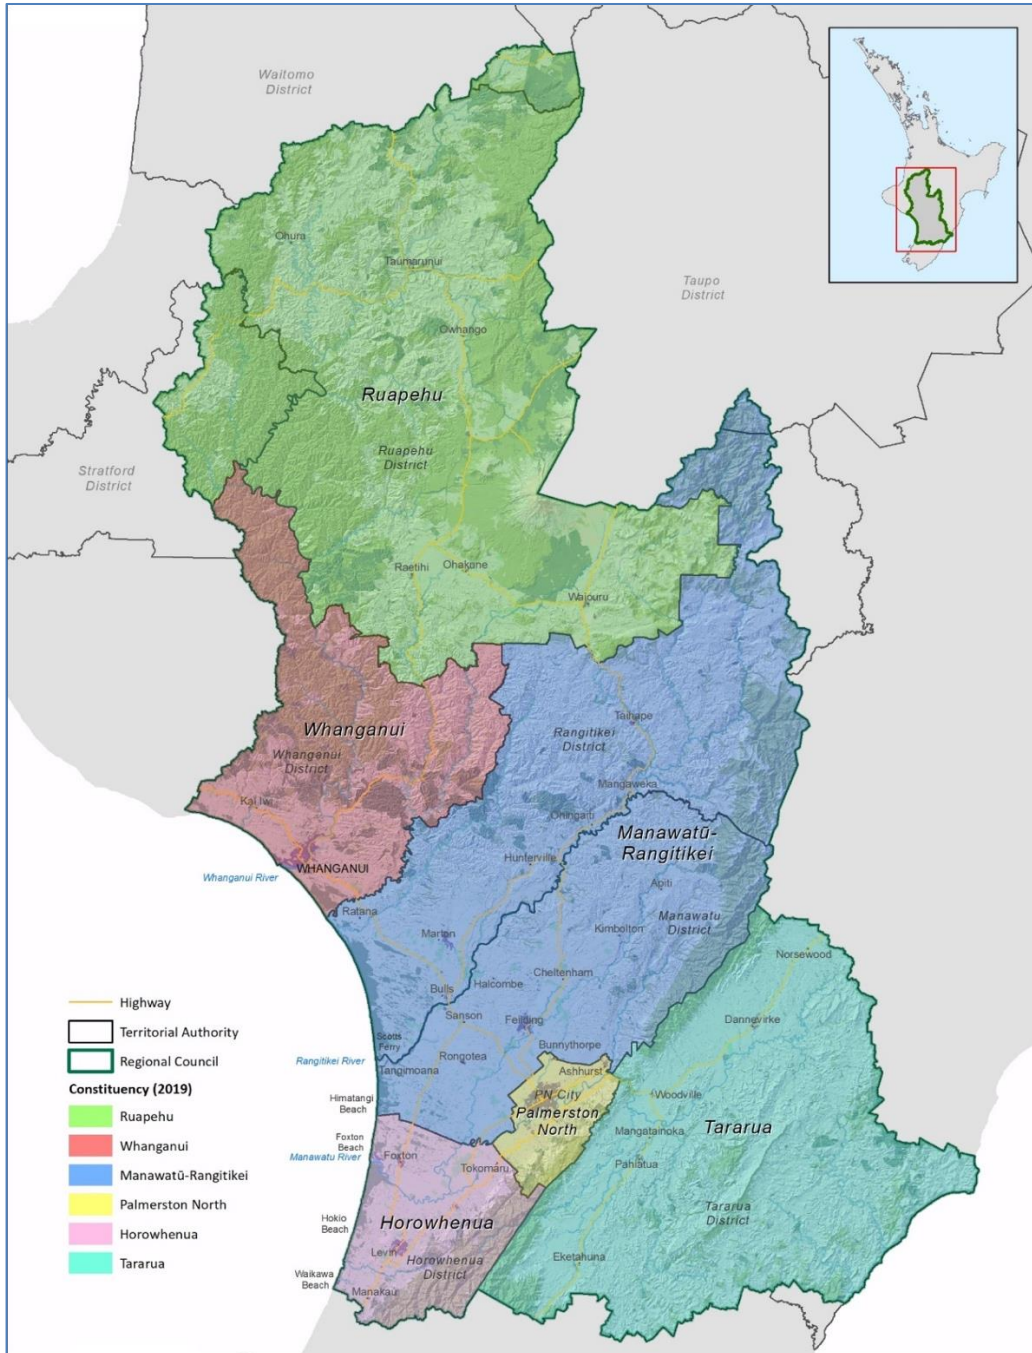 Waitomo
District
Ohura
Taumarunui
Taupo
District
Owhango
Ruapehu
Ruapehu
District
Stratford
District
Raetihi
Ohakune
Waiouru
Whanganui
Whanganui
District
Taihape
Rangitikei
District
Mangaweka
Kai Iwi
Ohingaiti
Manawatū-
Rangitikei
Hunterville
WHANGANUI
Whanganui River
Apiti
Ratana
Manawatu
District
Kimbolton
Marton
Norsewood
Cheltenham
Halcombe
Bulls
Sanson
Feilding
Dannevirke
Scotts
Ferry
Bunnythorpe
Rongotea
Rangitikei River
Tangimoana
Ashhurst
PN City
Palmerston
North
Woodville
Himatangi
Beach
Mangatainoka
Tararua
Foxton
Beach
Manawatu River
Foxton
Tokomaru
Pahiatua
Tararua
District
Hokio
Beach
Horowhenua
Levin
Horowhenua
District
Eketahuna
Waikawa
Beach
Manakau
Highway
Territorial Authority
Regional Council
Constituency (2019)
Ruapehu
Whanganui
Manawatū-Rangitikei
Palmerston North
Horowhenua
Tararua